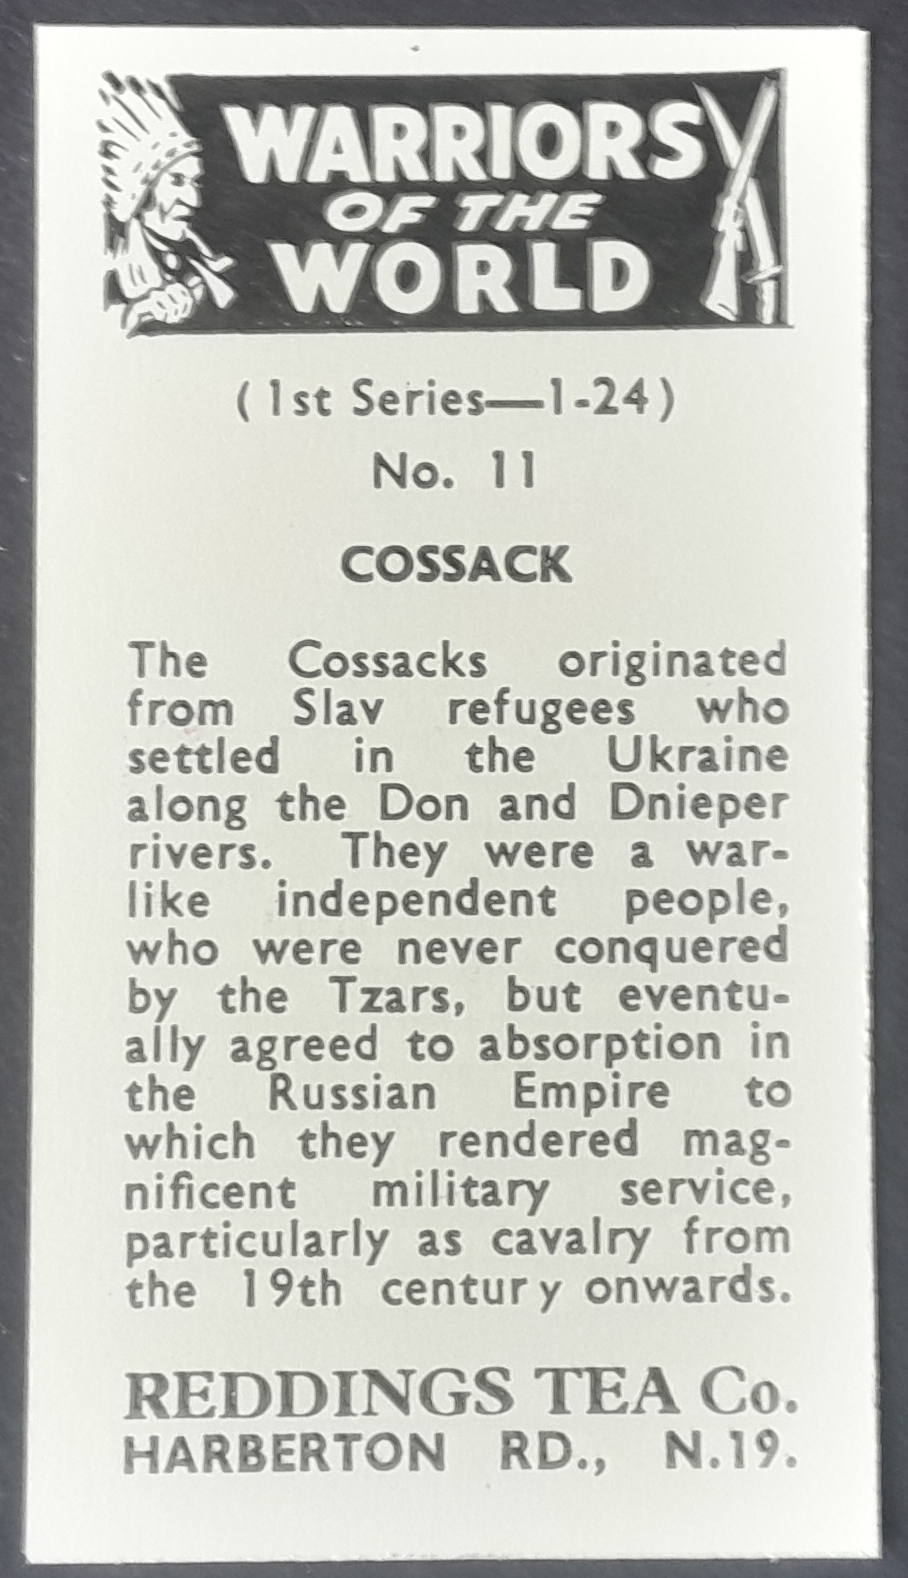 WARRIORS
OF THE
WORLD
(1st Series—1-24)
No. 11
COSSACK
The Cossacks originated
from Slav refugees who
settled in the Ukraine
along the Don and Dnieper
rivers. They were a war-
like independent people,
who were never conquered
by the Tzars, but eventu-
ally agreed to absorption in
the Russian Empire to
which they rendered mag-
nificent military service,
particularly as cavalry from
the 19th century onwards.
REDDINGS TEA Co.
HARBERTON RD., N.19.